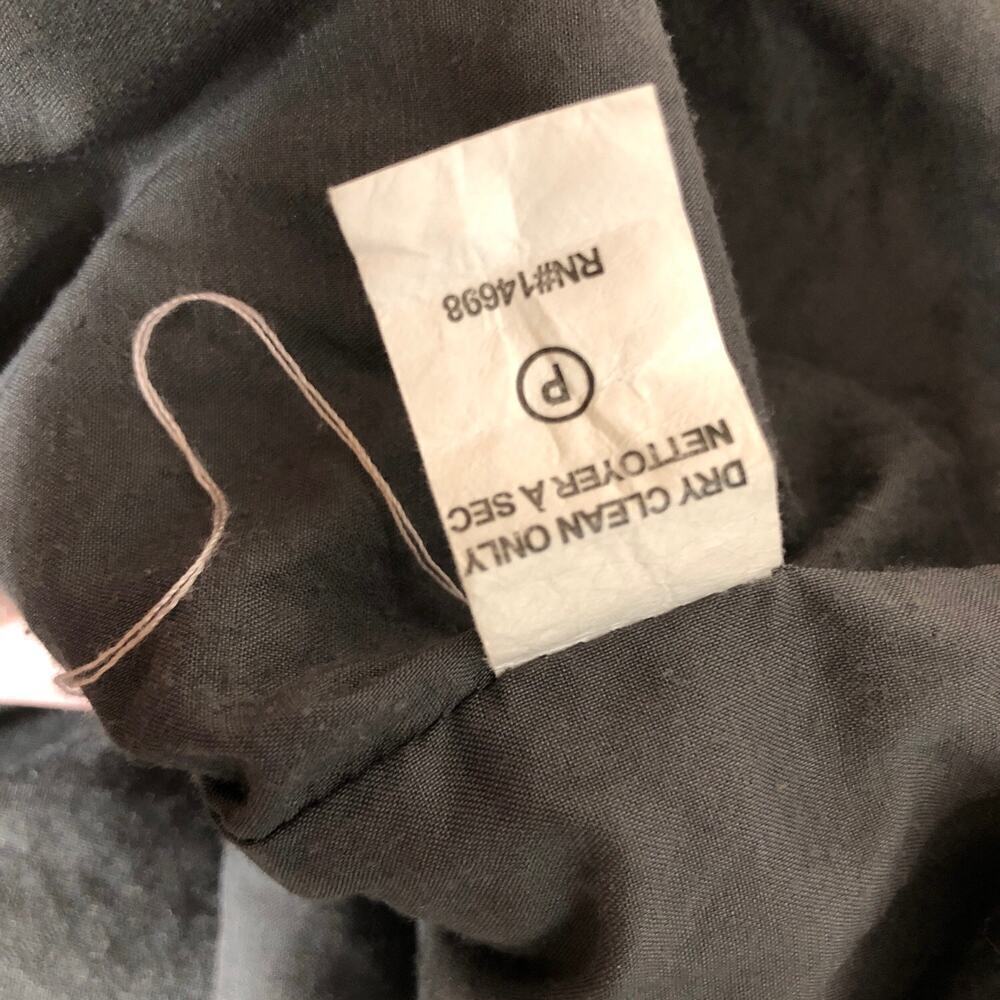 DRY CLEAN ONLY
NETTOYER À SEC
P
RN#14698